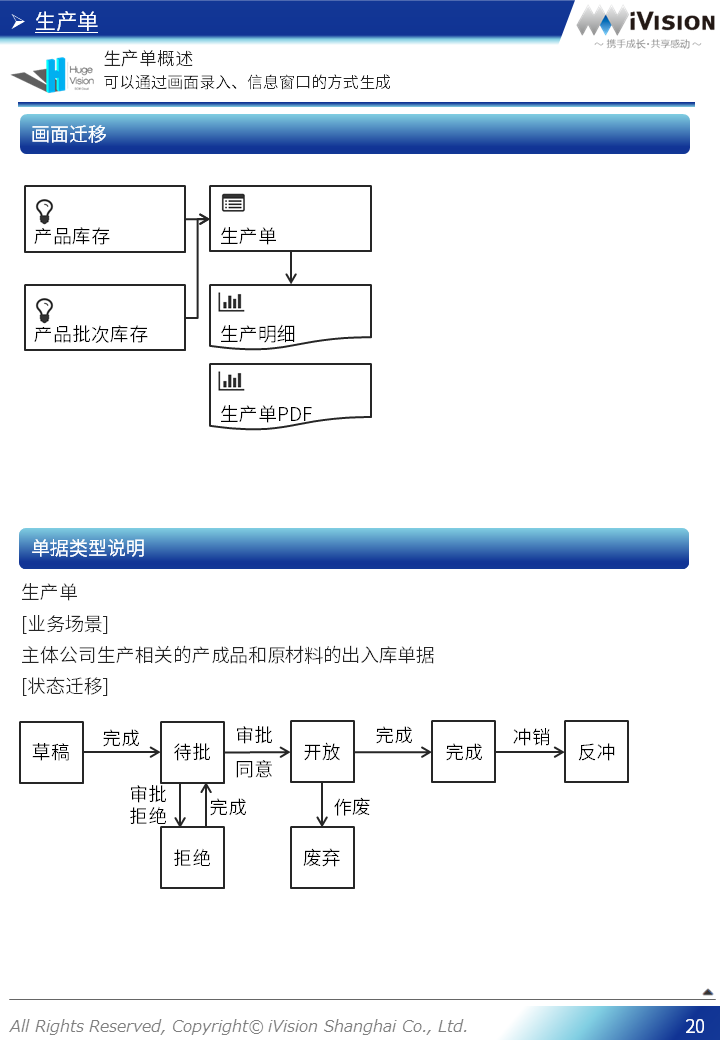 生产单
iVISION
～ 携手成长·共享感动 ～
Huge
Vision
生产单概述
可以通过画面录入、信息窗口的方式生成
画面迁移
产品库存
生产单
产品批次库存
生产明细
生产单PDF
单据类型说明
生产单
[业务场景]
主体公司生产相关的产成品和原材料的出入库单据
[状态迁移]
草稿
完成
待批
审批
同意
开放
完成
完成
冲销
反冲
审批
拒绝
完成
作废
拒绝
废弃
All Rights Reserved, Copyright© iVision Shanghai Co., Ltd.
20